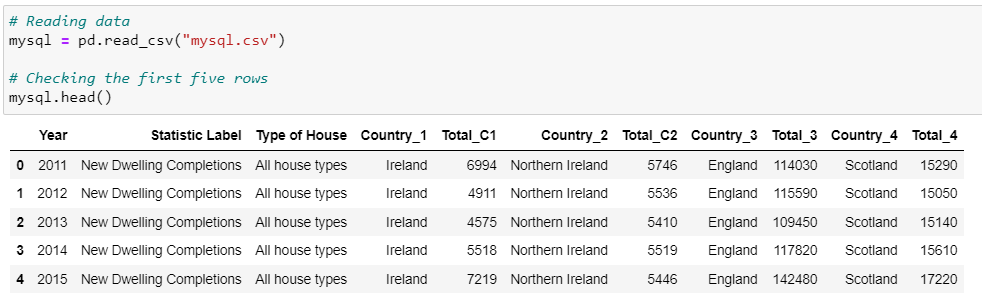 # Reading data
mysql = pd.read_csv("mysql.csv")
# Checking the first five rows
mysql.head()
Year Statistic Label Type of House Country_1 Total_C1 Country_2 Total_C2 Country_3 Total_3 Country_4 Total_4
0 2011 New Dwelling Completions All house types Ireland 6994 Northern Ireland 5746 England 114030 Scotland 15290
1 2012 New Dwelling Completions All house types Ireland 4911 Northern Ireland 5536 England 115590 Scotland 15050
2 2013 New Dwelling Completions All house types Ireland 4575 Northern Ireland 5410 England 109450 Scotland 15140
3 2014 New Dwelling Completions All house types Ireland 5518 Northern Ireland 5519 England 117820 Scotland 15610
4 2015 New Dwelling Completions All house types Ireland 7219 Northern Ireland 5446 England 142480 Scotland 17220